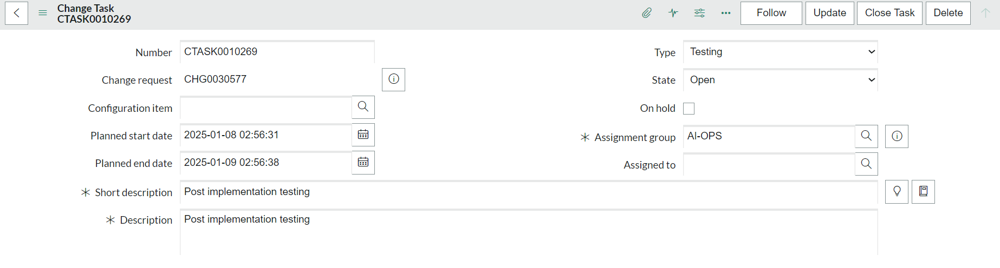 Change Task
CTASK0010269
Follow
Update
Close Task
Delete
Number CTASK0010269
Type Testing
Change request CHG0030577
State Open
Configuration item
On hold
Planned start date 2025-01-08 02:56:31
Assignment group AI-OPS
Planned end date 2025-01-09 02:56:38
Assigned to
Short description Post implementation testing
Description Post implementation testing